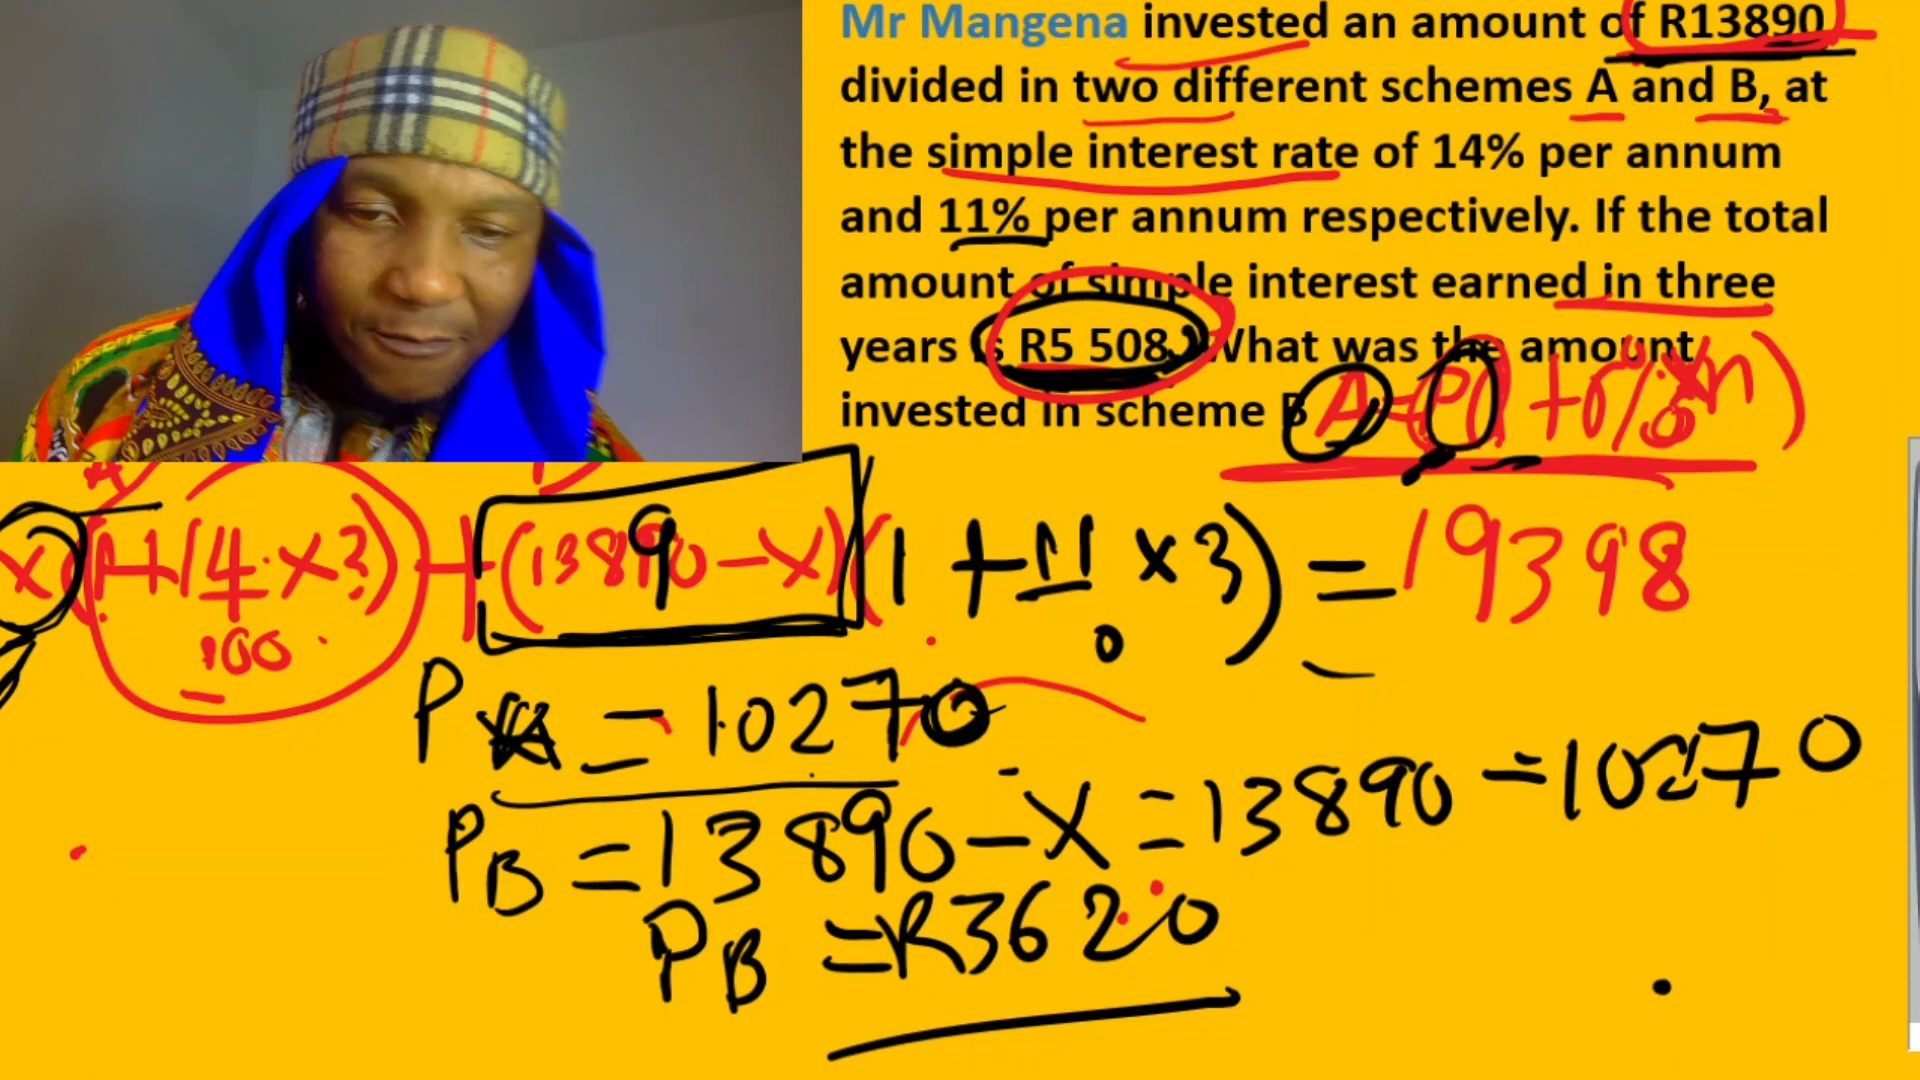 Mr Mangena invested an amount of R13890
divided in two different schemes A and B, at
the simple interest rate of 14% per annum
and 11% per annum respectively. If the total
amount of simple interest earned in three
years is R5 508. What was the amount
invested in scheme B
x(1+14/100 ×3) + (13890-x)(1+11/ ×3) = 19398
P = 10270
PB = 13890-x = 13890-10270
PB = R3620